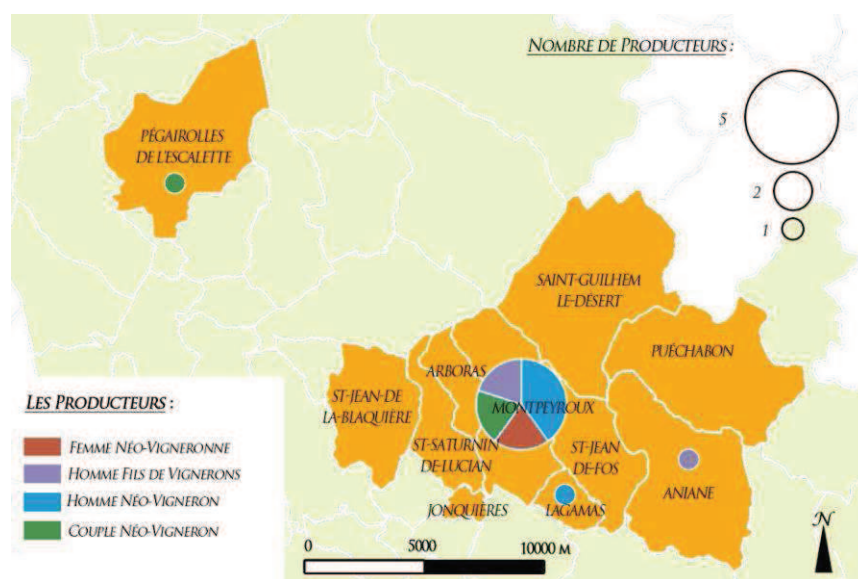 NOMBRE DE PRODUCTEURS :
5
2
1
PÉGAIROLLES
DE L'ESCALETTE
SAINT-GUILHEM
LE-DÉSERT
PUÉCHABON
ARBORAS
MONTPEYROUX
ST-JEAN-DE
LA-BLAQUIÈRE
ST-SATURNIN
DE-LUCIAN
ST-JEAN
DE-FOS
ANIANE
JONQUIÈRES
LAGAMAS
LES PRODUCTEURS :
FEMME NÉO-VIGNERONNE
HOMME FILS DE VIGNERONS
HOMME NÉO-VIGNERON
COUPLE NÉO-VIGNERON
0 5000 10000 M
N